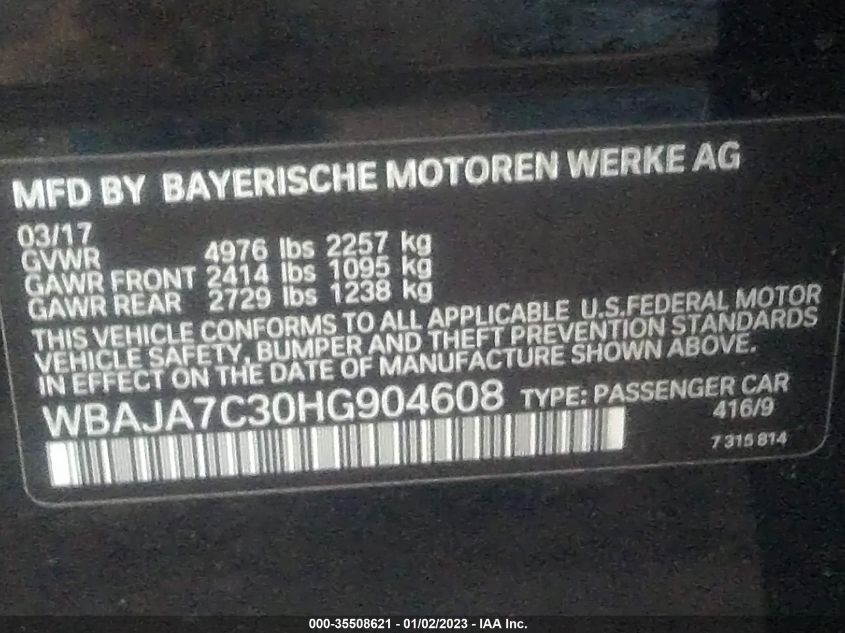 MFD BY BAYERISCHE MOTOREN WERKE AG
03/17
GVWR 4976 lbs 2257 kg
GAWR FRONT 2414 lbs 1095 kg
GAWR REAR 2729 lbs 1238 kg
THIS VEHICLE CONFORMS TO ALL APPLICABLE U.S.FEDERAL MOTOR
VEHICLE SAFETY, BUMPER AND THEFT PREVENTION STANDARDS
IN EFFECT ON THE DATE OF MANUFACTURE SHOWN ABOVE.
WBAJA7C30HG904608 TYPE: PASSENGER CAR
416/9
7 315 814
000-35508621 - 01/02/2023 - IAA Inc.